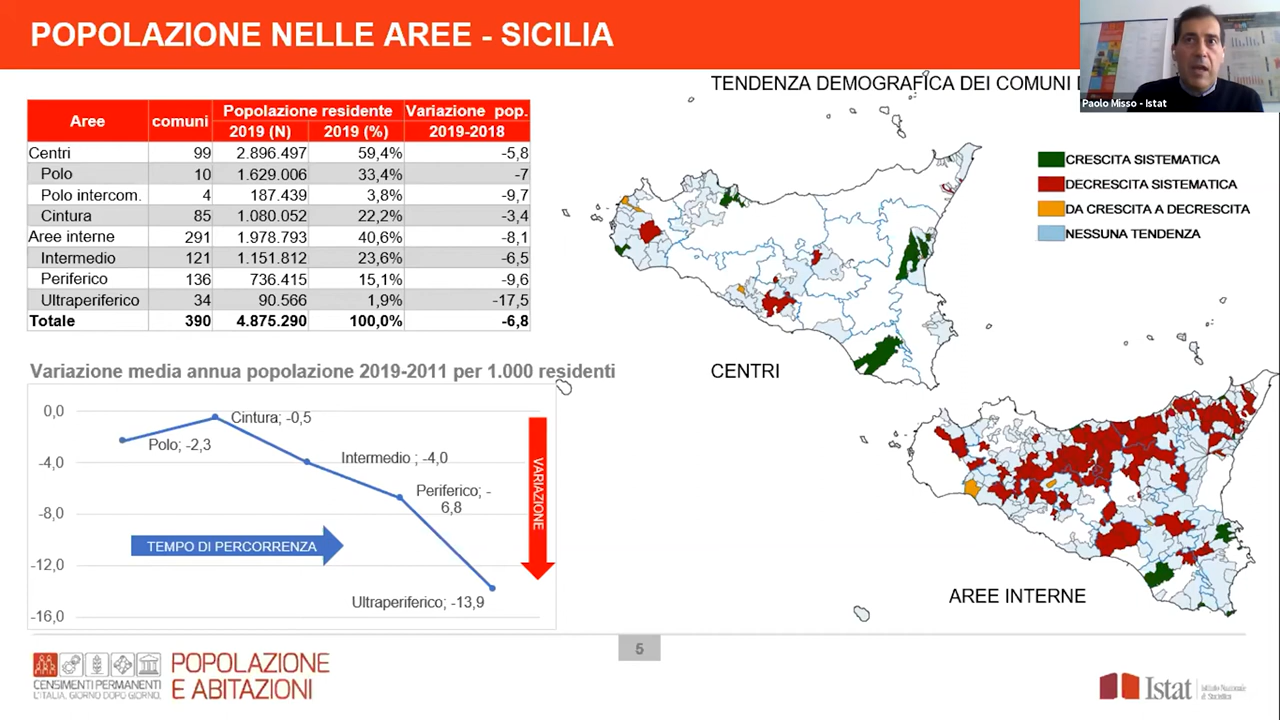 POPOLAZIONE NELLE AREE - SICILIA
Paolo Misso - Istat
TENDENZA DEMOGRAFICA DEI COMUNI
Aree comuni Popolazione residente Variazione pop.
2019 (N) 2019 (%) 2019-2018
Centri 99 2.896.497 59,4% -5,8
Polo 10 1.629.006 33,4% -7
Polo intercom. 4 187.439 3,8% -9,7
Cintura 85 1.080.052 22,2% -3,4
Aree interne 291 1.978.793 40,6% -8,1
Intermedio 121 1.151.812 23,6% -6,5
Periferico 136 736.415 15,1% -9,6
Ultraperiferico 34 90.566 1,9% -17,5
Totale 390 4.875.290 100,0% -6,8
CRESCITA SISTEMATICA
DECRESCITA SISTEMATICA
DA CRESCITA A DECRESCITA
NESSUNA TENDENZA
CENTRI
AREE INTERNE
Variazione media annua popolazione 2019-2011 per 1.000 residenti
0,0
-4,0
-8,0
-12,0
-16,0
Polo; -2,3
Cintura; -0,5
Intermedio ; -4,0
Periferico; -
6,8
Ultraperiferico; -13,9
TEMPO DI PERCORRENZA
VARIAZIONE
5
CENSIMENTI PERMANENTI
L'ITALIA. GIORNO DOPO GIORNO.
POPOLAZIONE
E ABITAZIONI
Istat
Istituto Nazionale
di Statistica